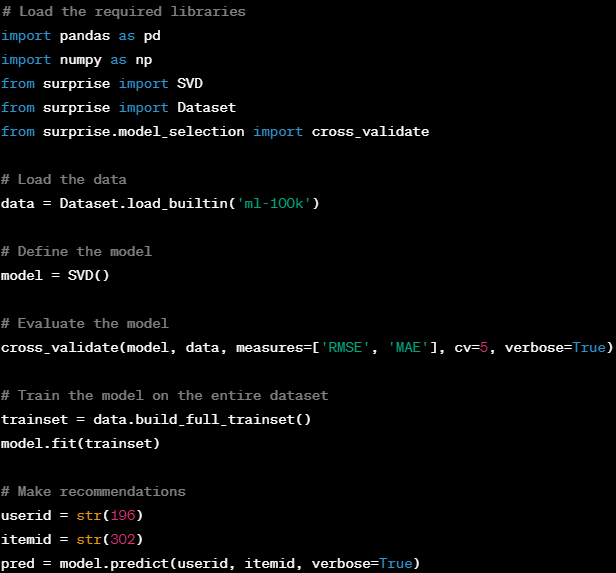 # Load the required libraries
import pandas as pd
import numpy as np
from surprise import SVD
from surprise import Dataset
from surprise.model_selection import cross_validate
# Load the data
data = Dataset.load_builtin('ml-100k')
# Define the model
model = SVD()
# Evaluate the model
cross_validate(model, data, measures=['RMSE', 'MAE'], cv=5, verbose=True)
# Train the model on the entire dataset
trainset = data.build_full_trainset()
model.fit(trainset)
# Make recommendations
userid = str(196)
itemid = str(302)
pred = model.predict(userid, itemid, verbose=True)